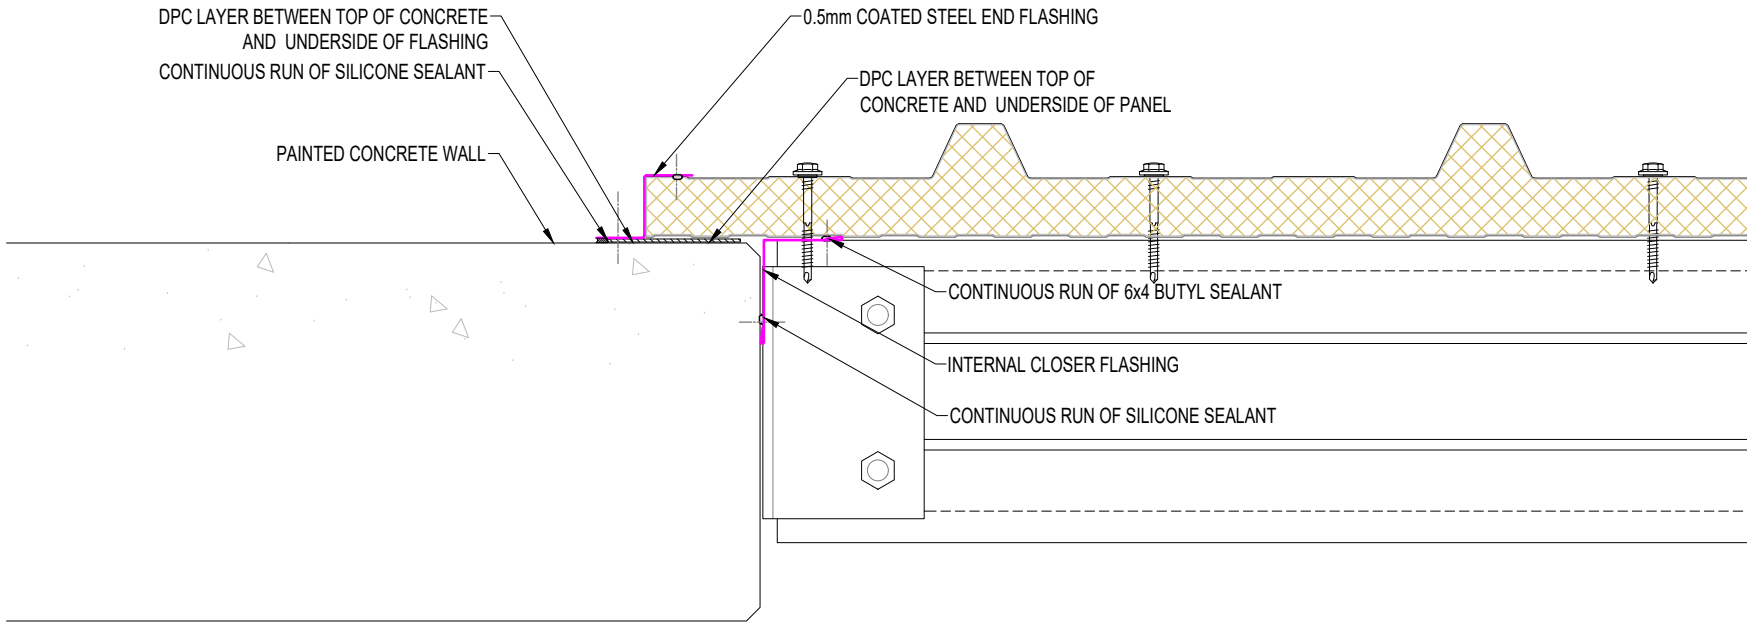 DPC LAYER BETWEEN TOP OF CONCRETE
AND UNDERSIDE OF FLASHING
CONTINUOUS RUN OF SILICONE SEALANT
PAINTED CONCRETE WALL
0.5mm COATED STEEL END FLASHING
DPC LAYER BETWEEN TOP OF
CONCRETE AND UNDERSIDE OF PANEL
CONTINUOUS RUN OF 6x4 BUTYL SEALANT
INTERNAL CLOSER FLASHING
CONTINUOUS RUN OF SILICONE SEALANT